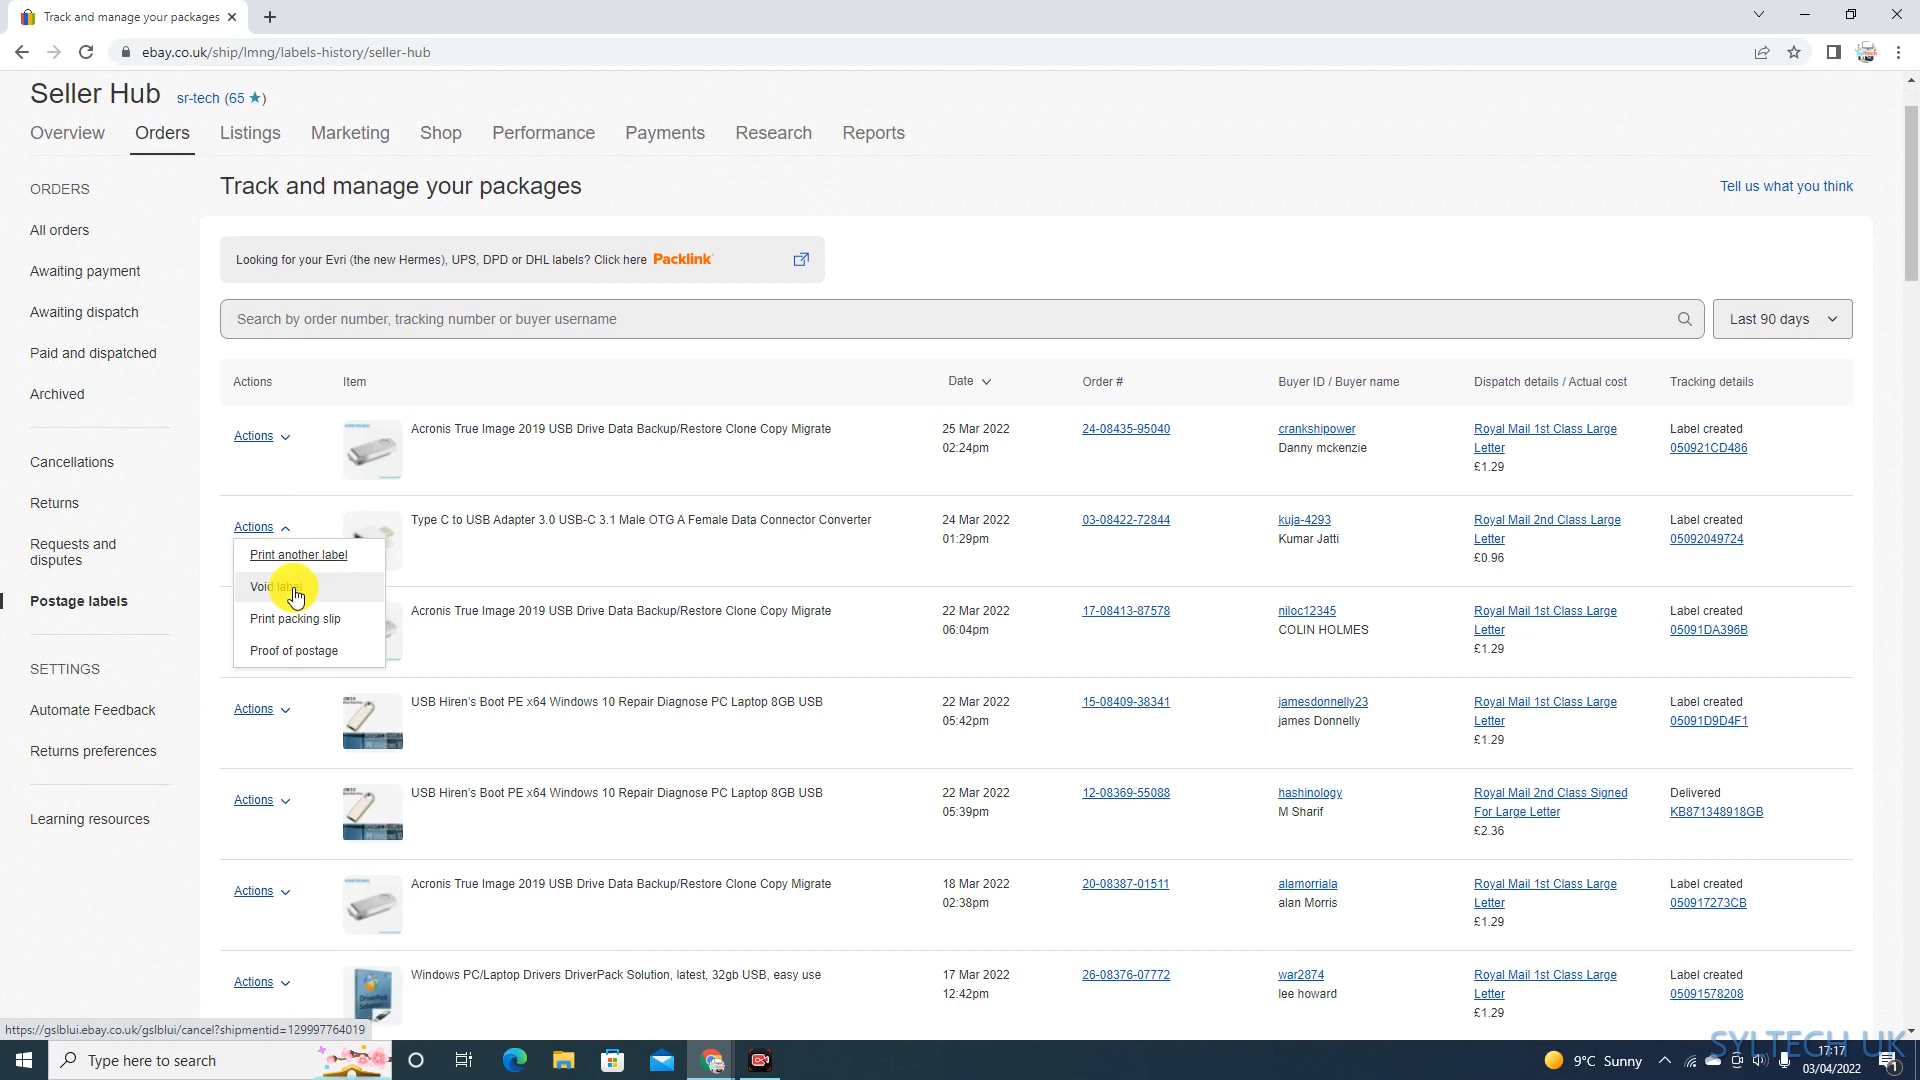 Track and manage your packages
ebay.co.uk/ship/lmng/labels-history/seller-hub
Seller Hub sr-tech (65 ★)
Overview Orders Listings Marketing Shop Performance Payments Research Reports
ORDERS
All orders
Awaiting payment
Awaiting dispatch
Paid and dispatched
Archived
Cancellations
Returns
Requests and
disputes
Postage labels
SETTINGS
Automate Feedback
Returns preferences
Learning resources
Track and manage your packages
Tell us what you think
Looking for your Evri (the new Hermes), UPS, DPD or DHL labels? Click here Packlink
Search by order number, tracking number or buyer username
Last 90 days
Actions Item Date Order # Buyer ID / Buyer name Dispatch details / Actual cost Tracking details
Actions Acronis True Image 2019 USB Drive Data Backup/Restore Clone Copy Migrate 25 Mar 2022 24-08435-95040 crankshipower Royal Mail 1st Class Large Label created
02:24pm Danny mckenzie Letter 050921CD486
£1.29
Actions Type C to USB Adapter 3.0 USB-C 3.1 Male OTG A Female Data Connector Converter 24 Mar 2022 03-08422-72844 kuja-4293 Royal Mail 2nd Class Large Label created
01:29pm Kumar Jatti Letter 05092049724
£0.96
Print another label
Void label
Print packing slip
Proof of postage
Acronis True Image 2019 USB Drive Data Backup/Restore Clone Copy Migrate 22 Mar 2022 17-08413-87578 niloc12345 Royal Mail 1st Class Large Label created
06:04pm COLIN HOLMES Letter 05091DA396B
£1.29
Actions USB Hiren's Boot PE x64 Windows 10 Repair Diagnose PC Laptop 8GB USB 22 Mar 2022 15-08409-38341 jamesdonnelly23 Royal Mail 1st Class Large Label created
05:42pm james Donnelly Letter 05091D9D4F1
£1.29
Actions USB Hiren's Boot PE x64 Windows 10 Repair Diagnose PC Laptop 8GB USB 22 Mar 2022 12-08369-55088 hashinology Royal Mail 2nd Class Signed Delivered
05:39pm M Sharif For Large Letter KB871348918GB
£2.36
Actions Acronis True Image 2019 USB Drive Data Backup/Restore Clone Copy Migrate 18 Mar 2022 20-08387-01511 alamorriala Royal Mail 1st Class Large Label created
02:38pm alan Morris Letter 050917273CB
£1.29
Actions Windows PC/Laptop Drivers DriverPack Solution, latest, 32gb USB, easy use 17 Mar 2022 26-08376-07772 war2874 Royal Mail 1st Class Large Label created
12:42pm lee howard Letter 05091578208
£1.29
https://gslblui.ebay.co.uk/gslblui/cancel?shipmentid=129997764019
SYLTECH UK
Type here to search
9°C Sunny
17:17
03/04/2022
1